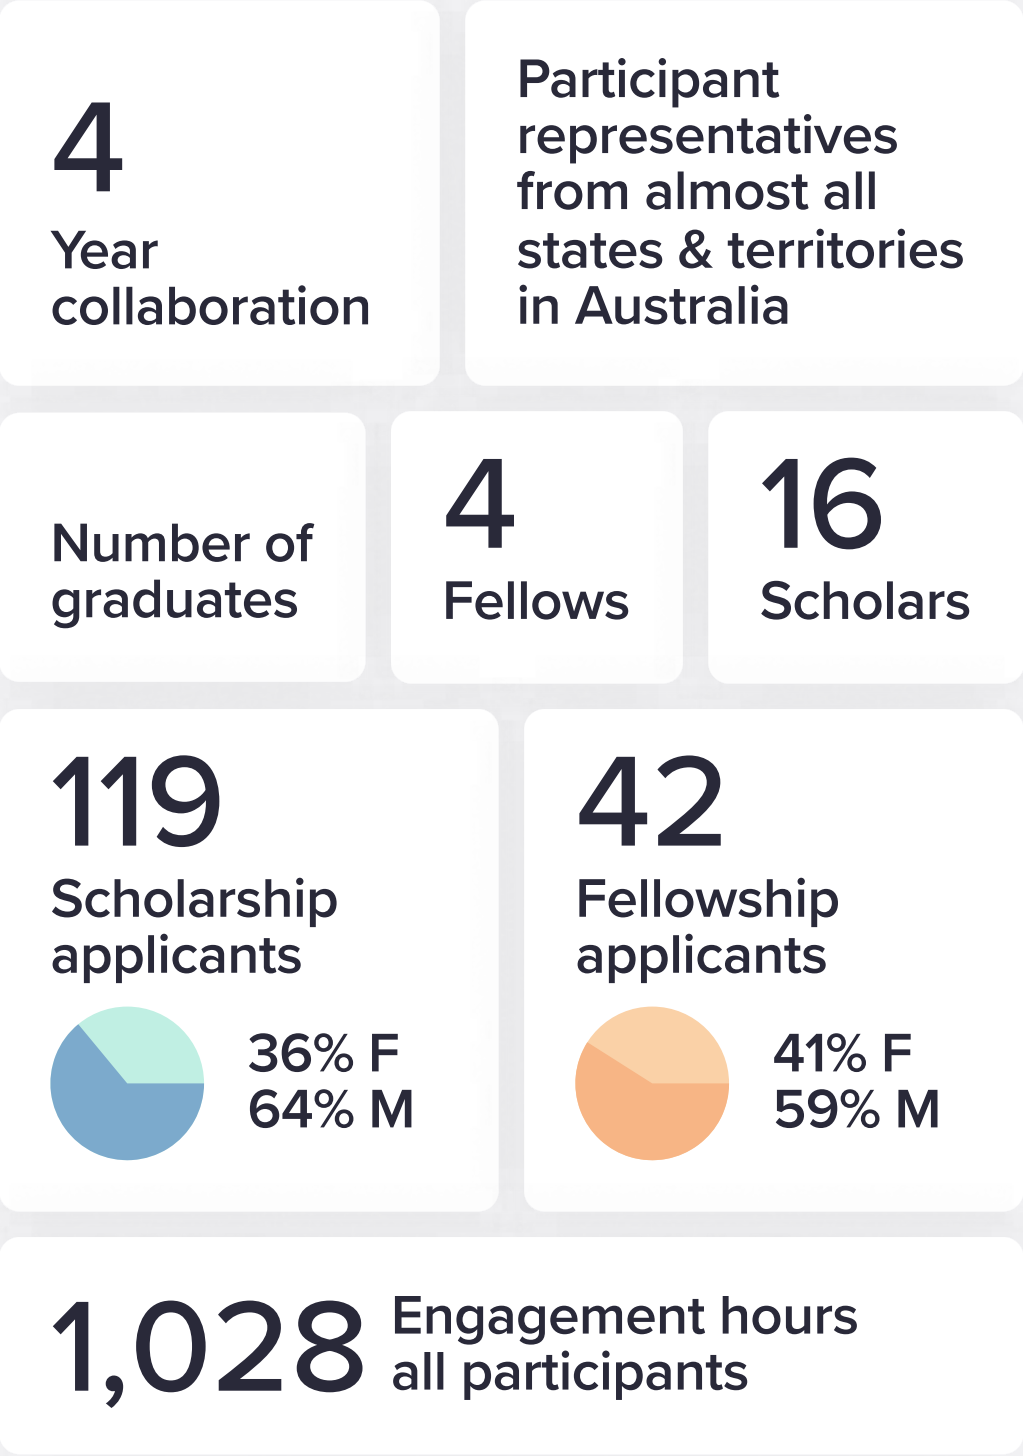 4
Year
collaboration
Participant
representatives
from almost all
states & territories
in Australia
Number of
graduates
4
Fellows
16
Scholars
119
Scholarship
applicants
36% F
64% M
42
Fellowship
applicants
41% F
59% M
1,028
Engagement hours
all participants